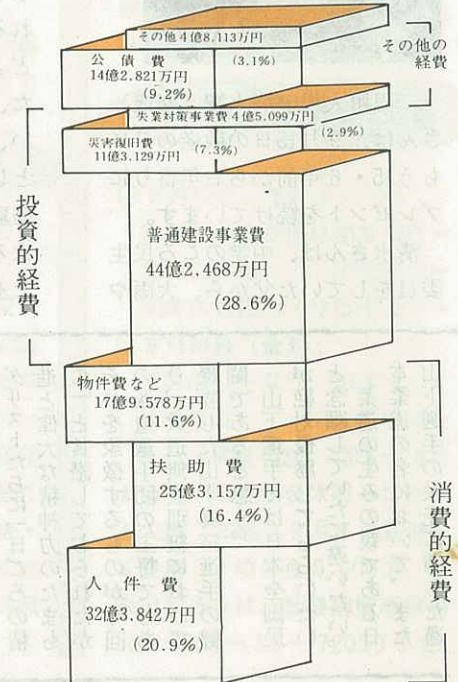 その他4億8.113万円
(3.1%)
公債費
14億2.821万円
(9.2%)
その他の
経費
失業対策事業費4億5.099万円
(2.9%)
災害復旧費
11億3.129万円
(7.3%)
投資的経費
普通建設事業費
44億2.468万円
(28.6%)
物件費など
17億9.578万円
(11.6%)
扶助費
25億3.157万円
(16.4%)
人件費
32億3.842万円
(20.9%)
消費的経費